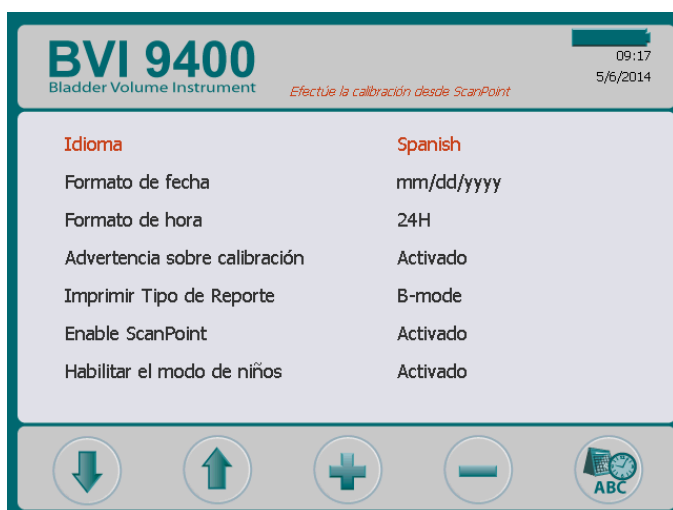 BVI 9400
Bladder Volume Instrument
Efectúe la calibración desde ScanPoint
09:17
5/6/2014
Idioma Spanish
Formato de fecha mm/dd/yyyy
Formato de hora 24H
Advertencia sobre calibración Activado
Imprimir Tipo de Reporte B-mode
Enable ScanPoint Activado
Habilitar el modo de niños Activado
ABC